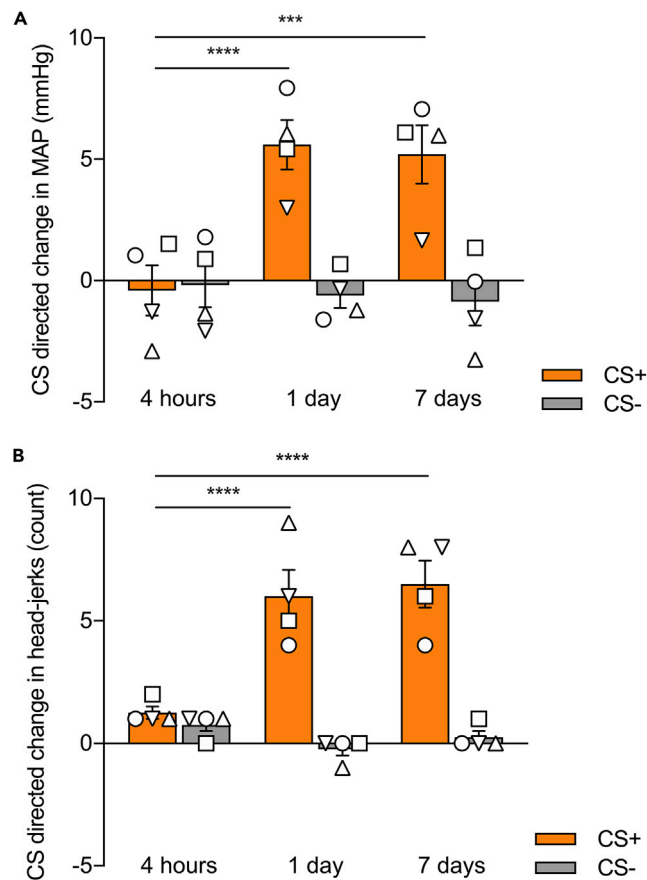 A
***
****
10
5
0
-5
CS directed change in MAP (mmHg)
4 hours 1 day 7 days
CS+
CS-
B
****
****
10
5
0
-5
CS directed change in head-jerks (count)
4 hours 1 day 7 days
CS+
CS-